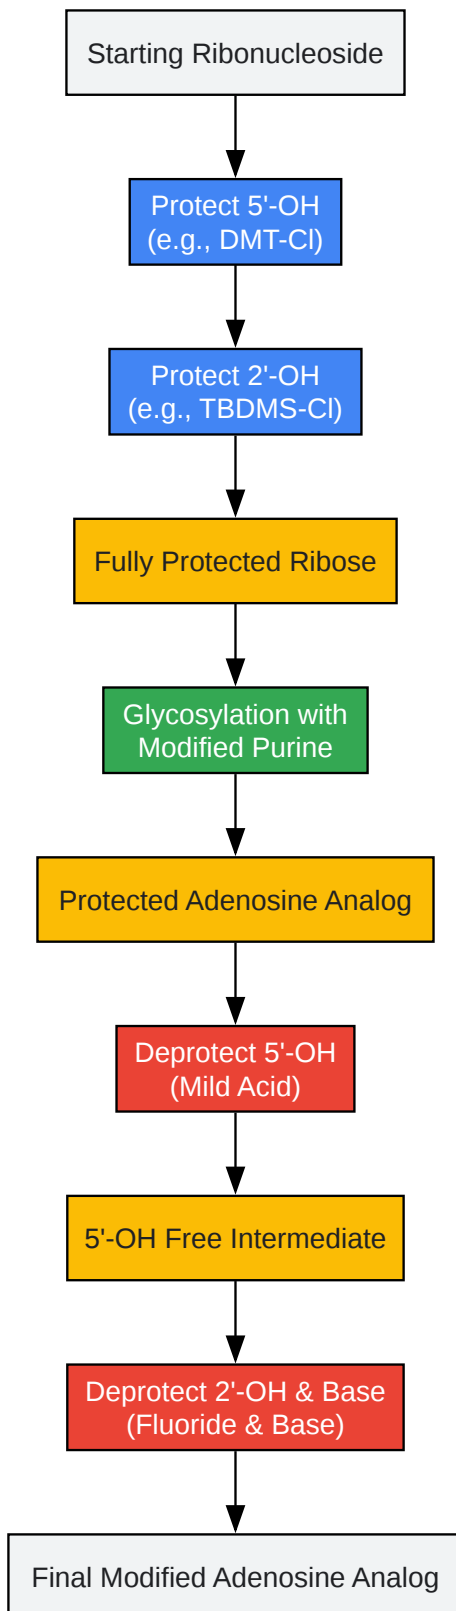 Starting Ribonucleoside
Protect 5'-OH
(e.g., DMT-Cl)
Protect 2'-OH
(e.g., TBDMS-Cl)
Fully Protected Ribose
Glycosylation with
Modified Purine
Protected Adenosine Analog
Deprotect 5'-OH
(Mild Acid)
5'-OH Free Intermediate
Deprotect 2'-OH & Base
(Fluoride & Base)
Final Modified Adenosine Analog